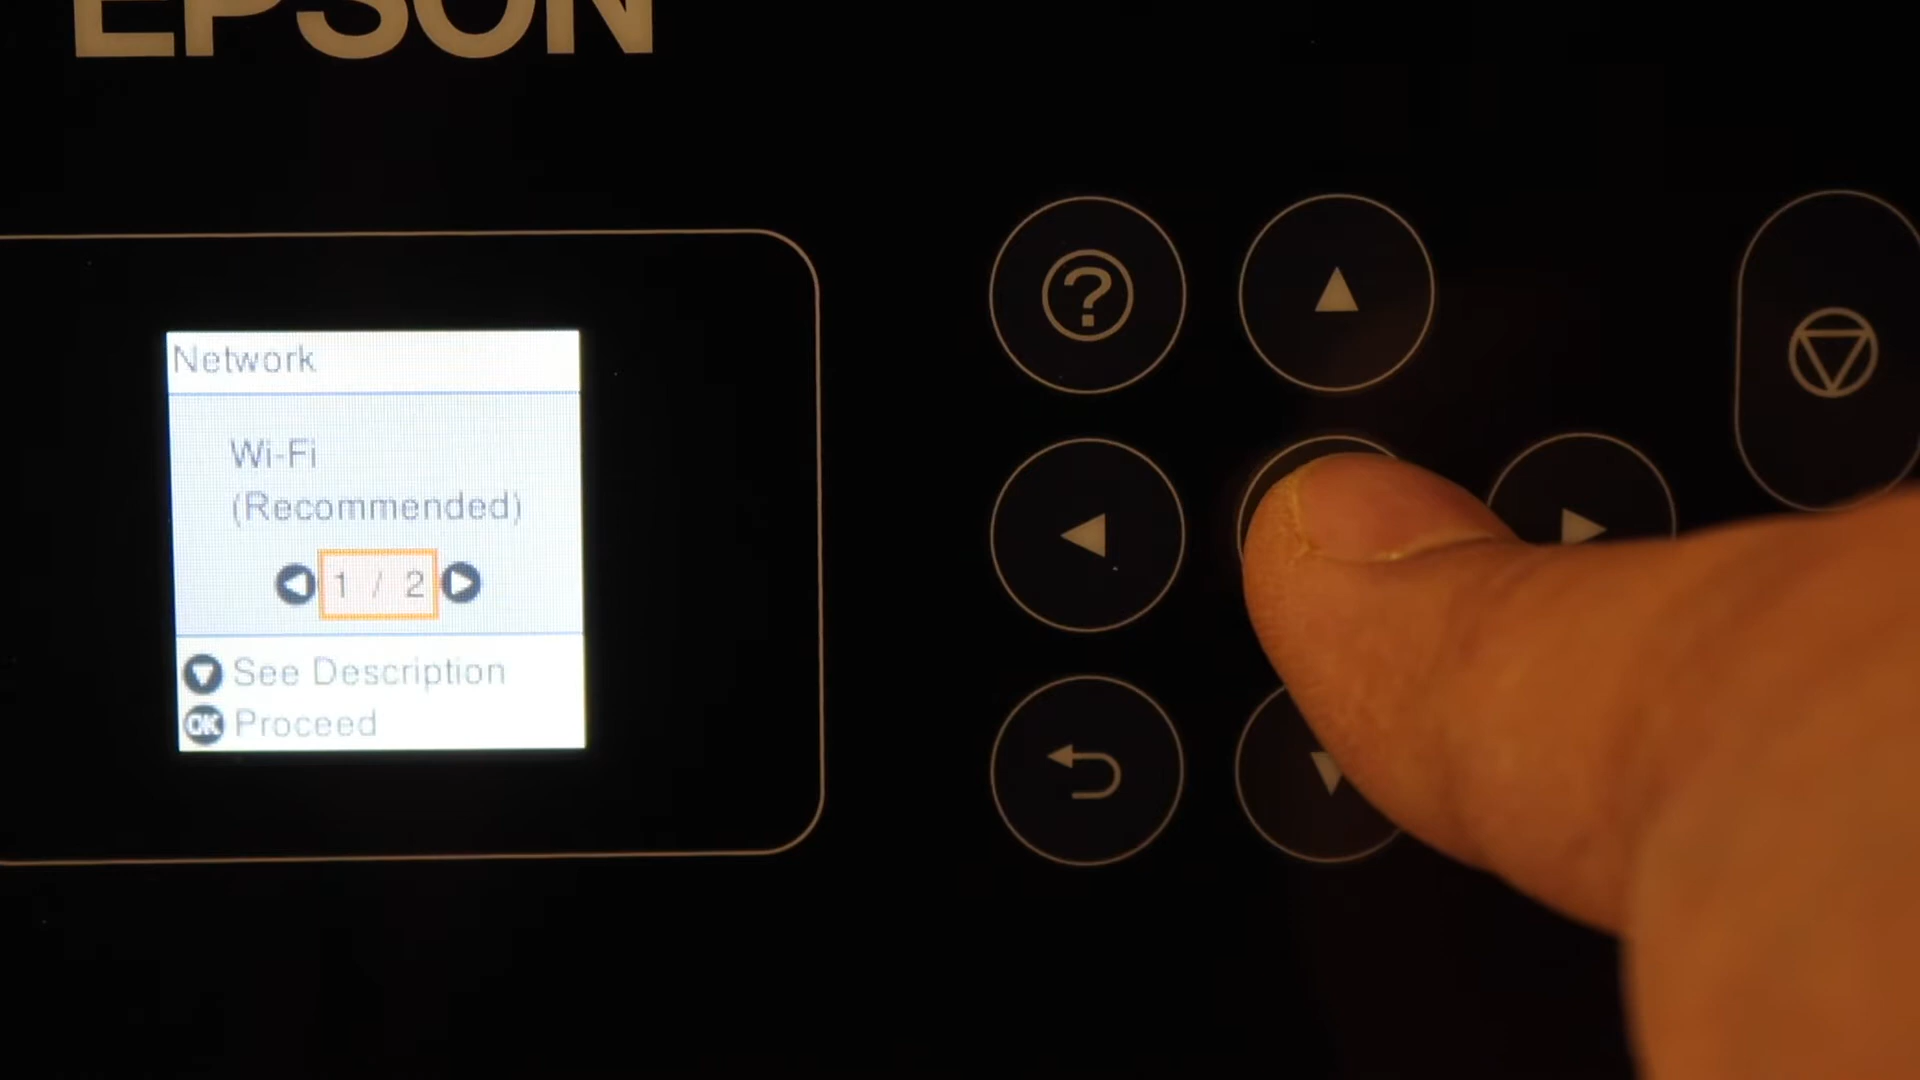 EPSON
Network
Wi-Fi
(Recommended)
1 / 2
See Description
OK Proceed
?